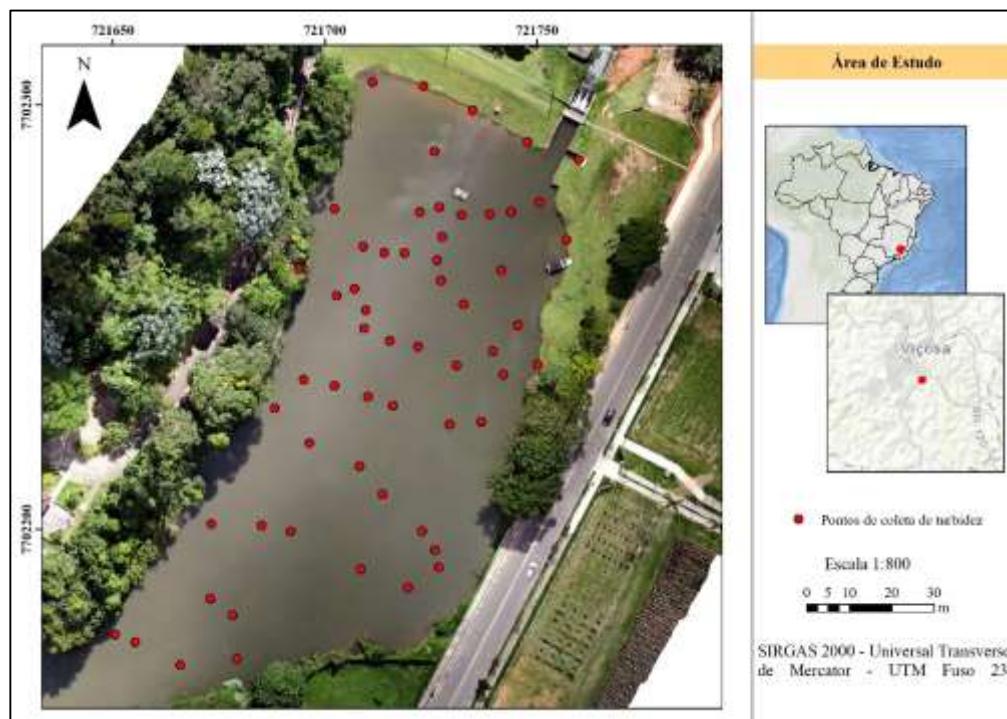 721650 721700 721750
N
7702300
7702200
Área de Estudo
Viçosa
Pontos de coleta de turbidez
Escala 1:800
0 5 10 20 30
m
SIRGAS 2000 - Universal Transverso
de Mercator - UTM Fuso 23